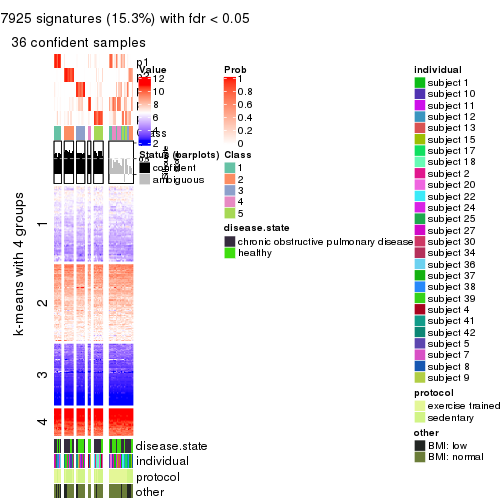 7925 signatures (15.3%) with fdr < 0.05
36 confident samples
p1
Value
12
10
8
6
4
2
Prob
1
0.8
0.6
0.4
0.2
0
Status (barplots)
confident
ambiguous
Class
1
2
3
4
5
disease.state
chronic obstructive pulmonary disease
healthy
individual
subject 1
subject 10
subject 11
subject 12
subject 13
subject 15
subject 17
subject 18
subject 2
subject 20
subject 22
subject 24
subject 25
subject 27
subject 30
subject 34
subject 36
subject 37
subject 38
subject 39
subject 4
subject 41
subject 42
subject 5
subject 7
subject 8
subject 9
protocol
exercise trained
sedentary
other
BMI: low
BMI: normal
k-means with 4 groups
1
2
3
4
disease.state
individual
protocol
other